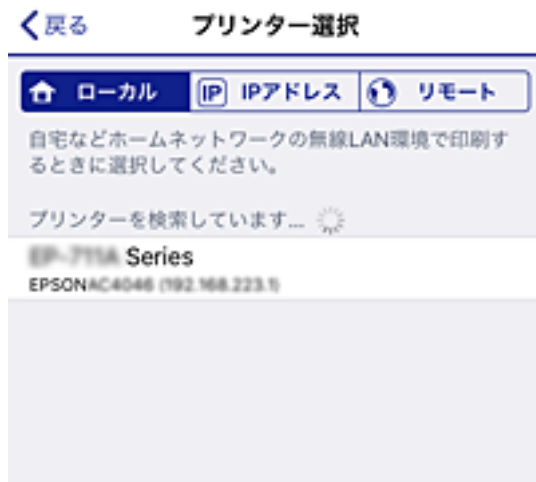 戻る プリンター選択
ローカル IP IPアドレス リモート
自宅などホームネットワークの無線LAN環境で印刷す
るときに選択してください。
プリンターを検索しています...
Series
EPSON